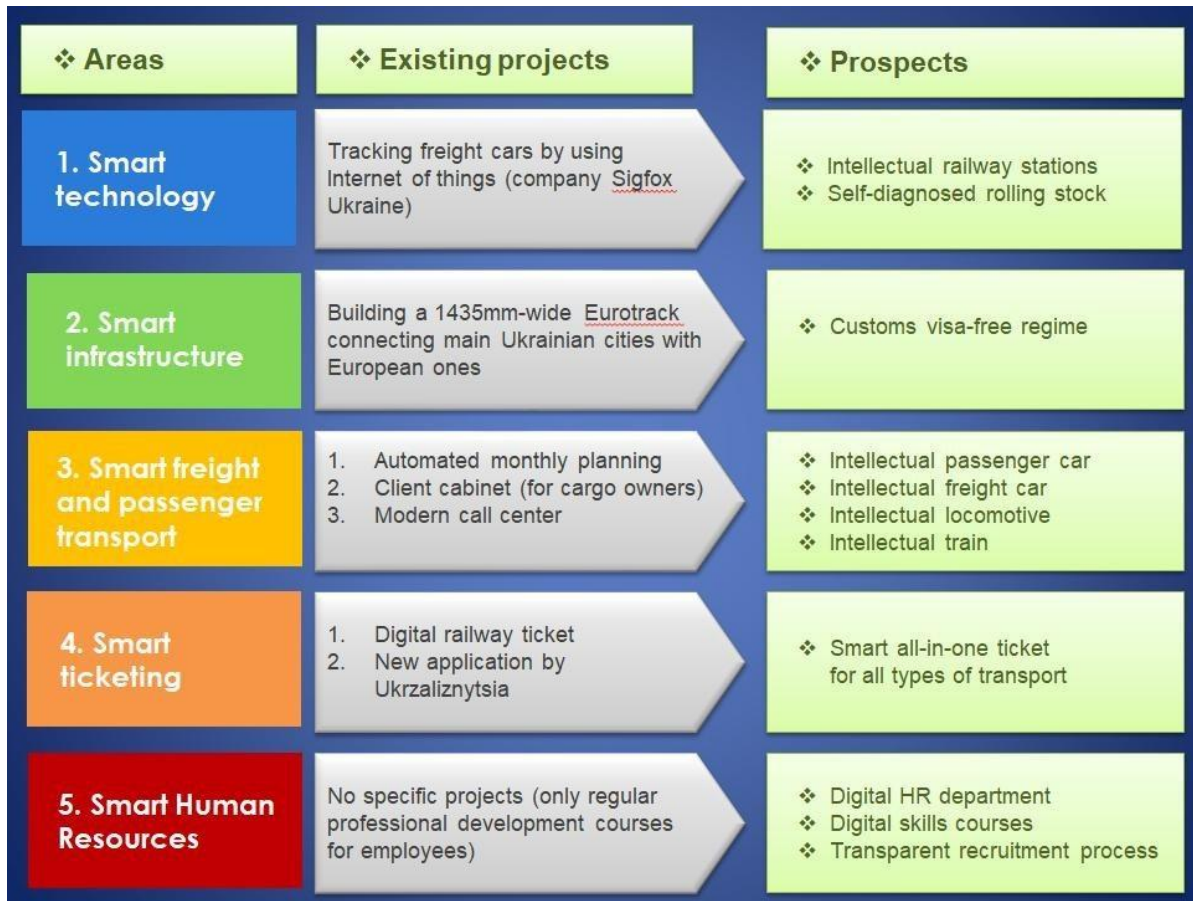 ❖ Areas
❖ Existing projects
❖ Prospects
1. Smart
technology
Tracking freight cars by using
Internet of things (company Sigfox
Ukraine)
❖ Intellectual railway stations
❖ Self-diagnosed rolling stock
2. Smart
infrastructure
Building a 1435mm-wide Eurotrack
connecting main Ukrainian cities with
European ones
❖ Customs visa-free regime
3. Smart freight
and passenger
transport
1. Automated monthly planning
2. Client cabinet (for cargo owners)
3. Modern call center
❖ Intellectual passenger car
❖ Intellectual freight car
❖ Intellectual locomotive
❖ Intellectual train
4. Smart
ticketing
1. Digital railway ticket
2. New application by
Ukrzaliznytsia
❖ Smart all-in-one ticket
for all types of transport
5. Smart Human
Resources
No specific projects (only regular
professional development courses
for employees)
❖ Digital HR department
❖ Digital skills courses
❖ Transparent recruitment process